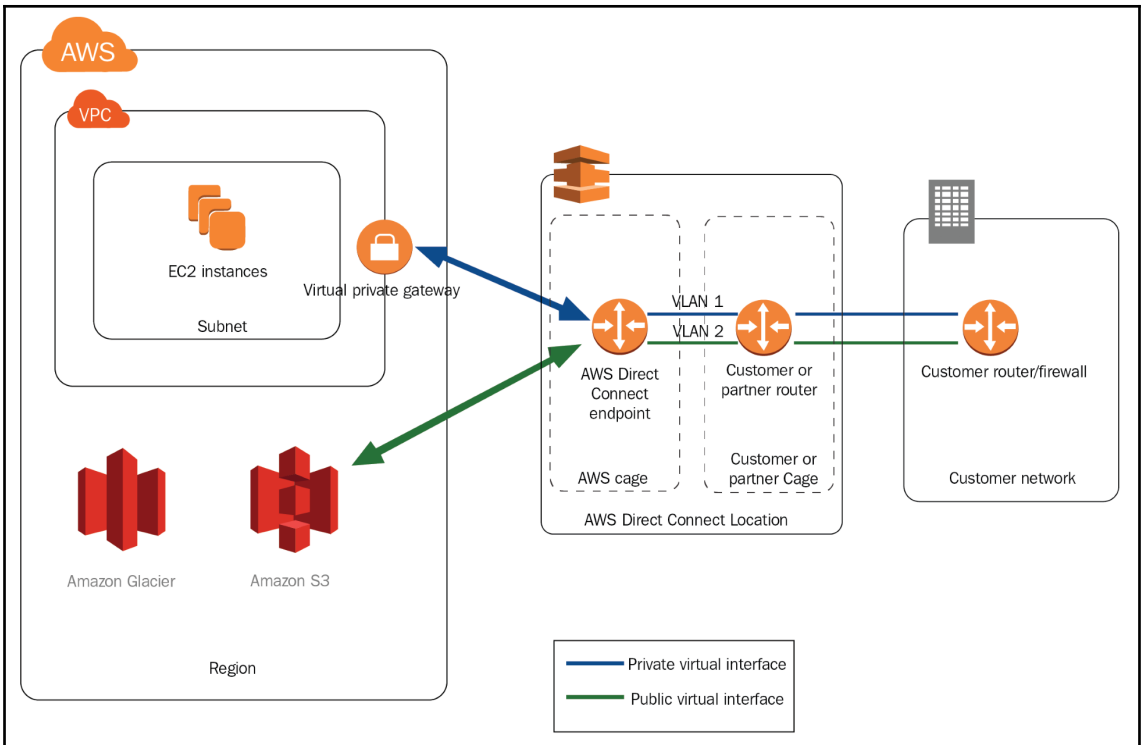 AWS
VPC
EC2 instances
Subnet
Virtual private gateway
Amazon Glacier
Amazon S3
Region
VLAN 1
VLAN 2
AWS Direct
Connect
endpoint
AWS cage
Customer or
partner router
Customer or
partner Cage
AWS Direct Connect Location
Customer router/firewall
Customer network
Private virtual interface
Public virtual interface